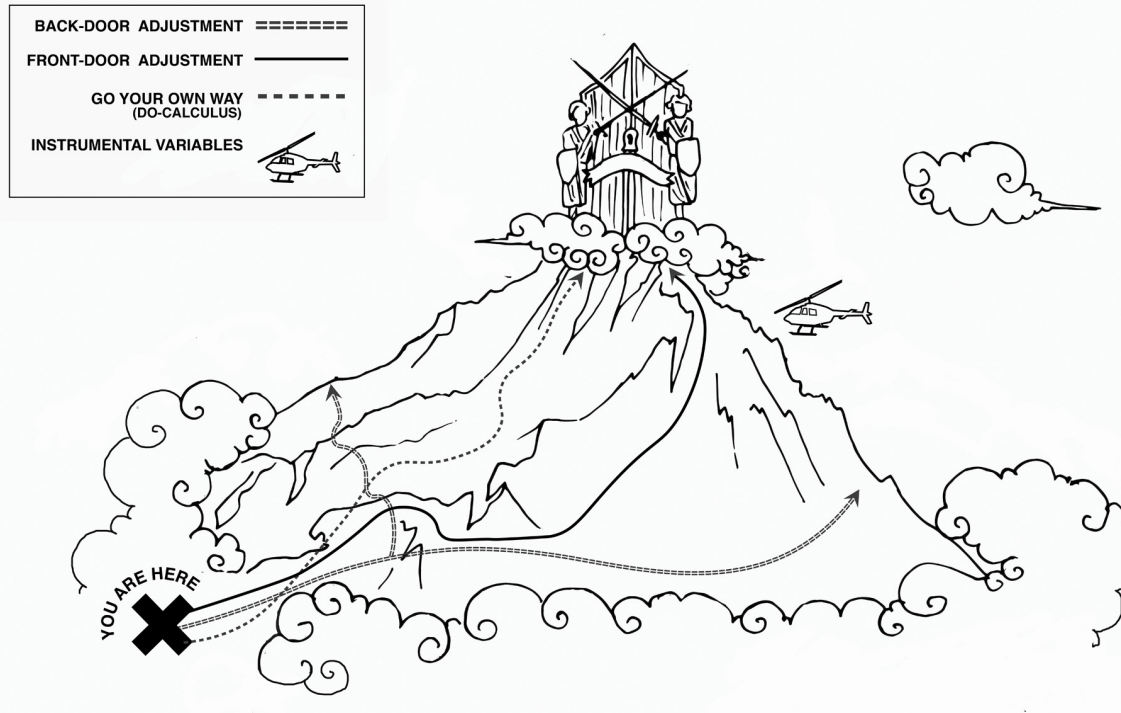 BACK-DOOR ADJUSTMENT
FRONT-DOOR ADJUSTMENT
GO YOUR OWN WAY
(DO-CALCULUS)
INSTRUMENTAL VARIABLES
YOU ARE HERE